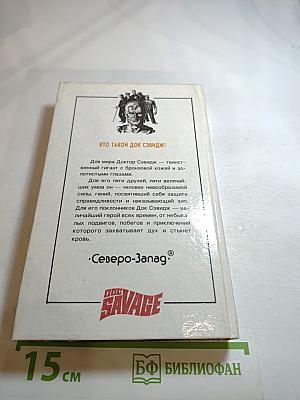 КТО ТАКОЙ ДОК СЭВИДЖ!
Для мира Доктор Сэвидж — таинст-
венный гигант с бронзовой кожей и зо-
лотистыми глазами.
Для его пяти друзей, пяти величай-
ших умов он — человек невообразимой
силы, гений, посвятивший себя защите
справедливости и наказывающий зло.
Для его поклонников Док Сэвидж — ве-
личайший герой всех времен, от небыва-
лых подвигов, побегов и приключений
которого захватывает дух и стынет
кровь.
·Северо-Запад®
DOC
SAVAGE
15 см
БФ БИБЛИОФАН